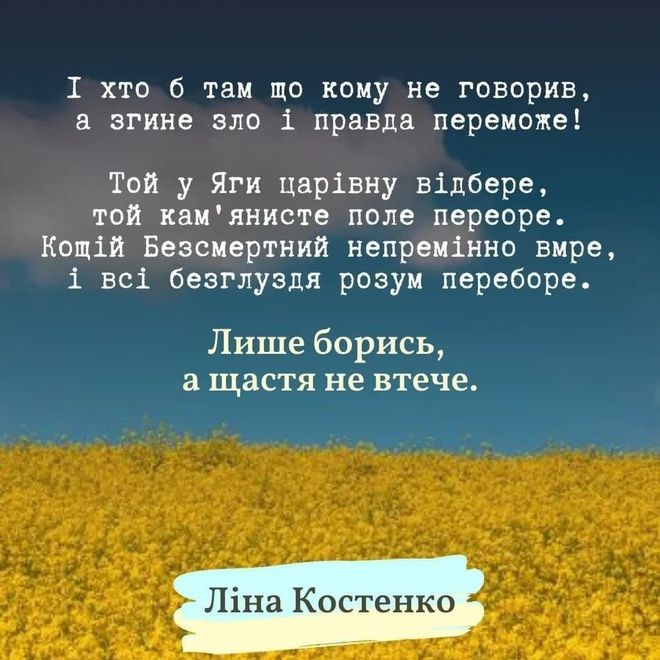 І хто б там що кому не говорив,
а згине зло і правда переможе!
Той у Яги царівну відбере,
той кам'янисте поле переоре.
Кощій Безсмертний непремінно вмре,
і всі безглуздя розум переборе.
Лише борись,
а щастя не втече.
Ліна Костенко